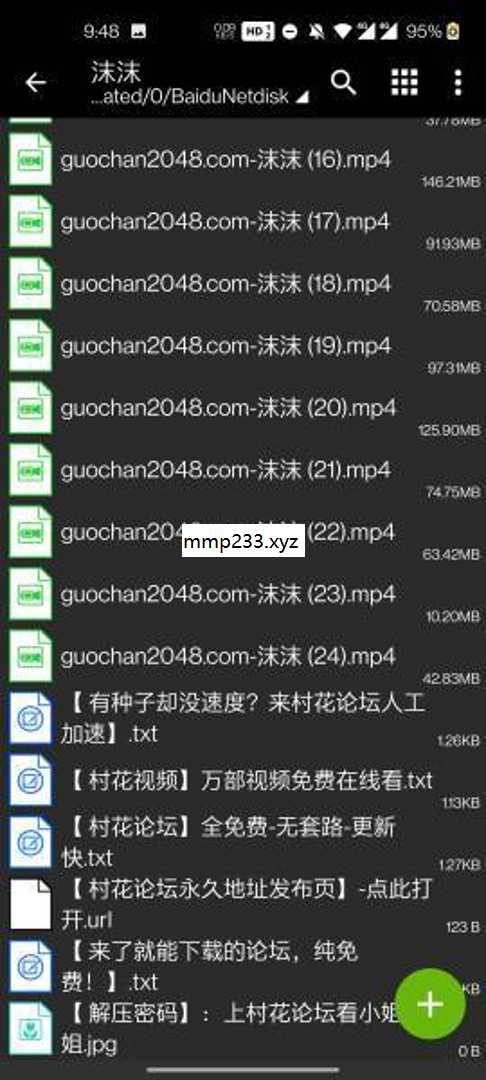 9:48
HD 1
95%
沫沫
...ated/0/BaiduNetdisk
37.78MB
guochan2048.com-沫沫 (16).mp4
146.21MB
guochan2048.com-沫沫 (17).mp4
91.93MB
guochan2048.com-沫沫 (18).mp4
70.58MB
guochan2048.com-沫沫 (19).mp4
97.31MB
guochan2048.com-沫沫 (20).mp4
125.90MB
guochan2048.com-沫沫 (21).mp4
74.75MB
guochan20 (22).mp4
mmp233.xyz
63.42MB
guochan2048.com-沫沫 (23).mp4
10.20MB
guochan2048.com-沫沫 (24).mp4
42.83MB
【 有种子却没速度？来村花论坛人工
加速】.txt
1.26KB
【 村花视频】万部视频免费在线看.txt
1.13KB
【 村花论坛】全免费-无套路-更新
快.txt
1.27KB
【 村花论坛永久地址发布页】-点此打
开.url
123 B
【 来了就能下载的论坛，纯免
费！】.txt
KB
【 解压密码】：上村花论坛看小姐
姐.jpg
0 B